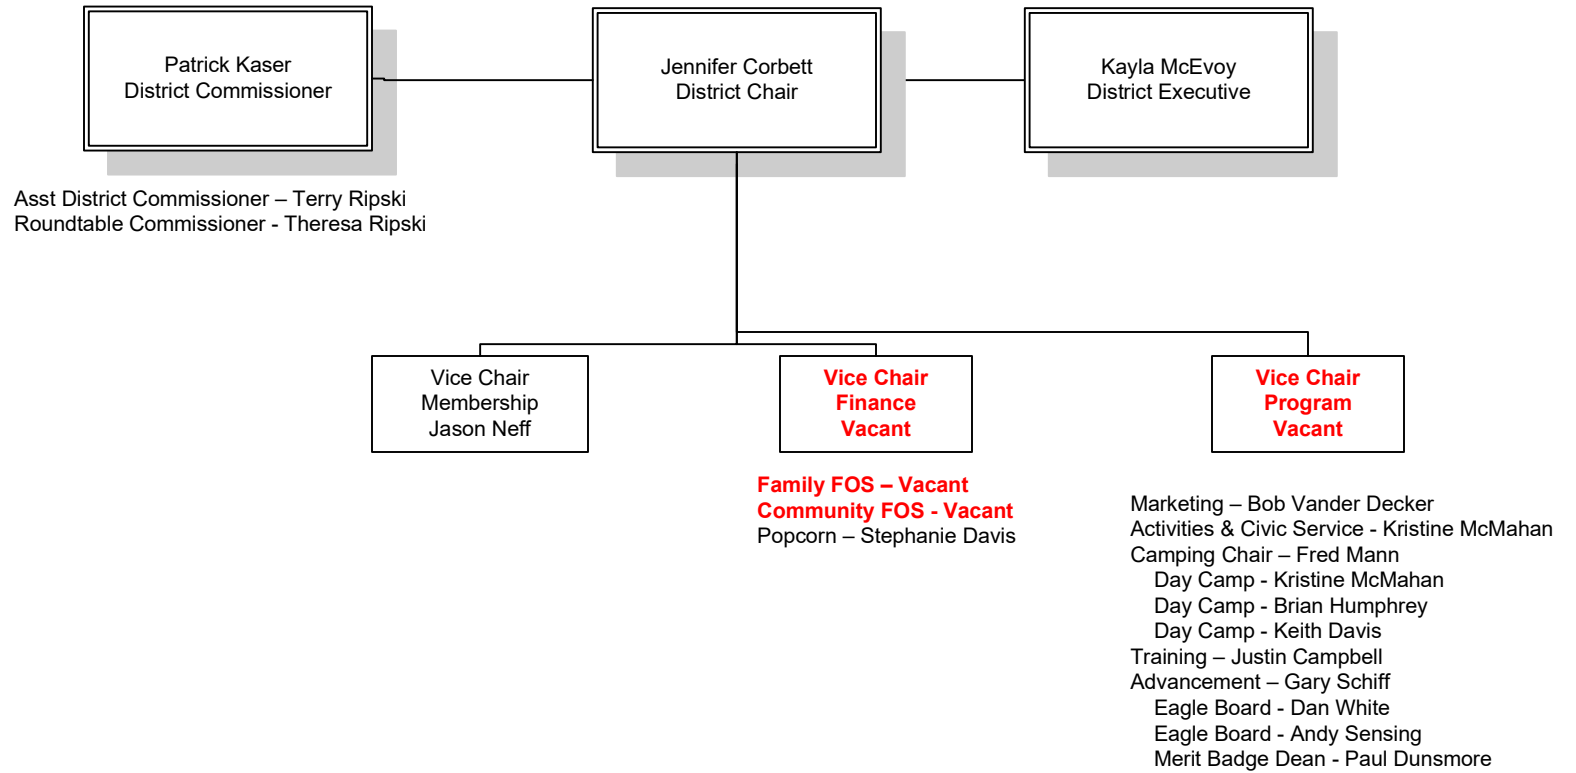 Patrick Kaser
District Commissioner
Jennifer Corbett
District Chair
Kayla McEvoy
District Executive
Asst District Commissioner – Terry Ripski
Roundtable Commissioner - Theresa Ripski
Vice Chair
Membership
Jason Neff
Vice Chair
Finance
Vacant
Vice Chair
Program
Vacant
Family FOS – Vacant
Community FOS - Vacant
Popcorn – Stephanie Davis
Marketing – Bob Vander Decker
Activities & Civic Service - Kristine McMahan
Camping Chair – Fred Mann
Day Camp - Kristine McMahan
Day Camp - Brian Humphrey
Day Camp - Keith Davis
Training – Justin Campbell
Advancement – Gary Schiff
Eagle Board - Dan White
Eagle Board - Andy Sensing
Merit Badge Dean - Paul Dunsmore